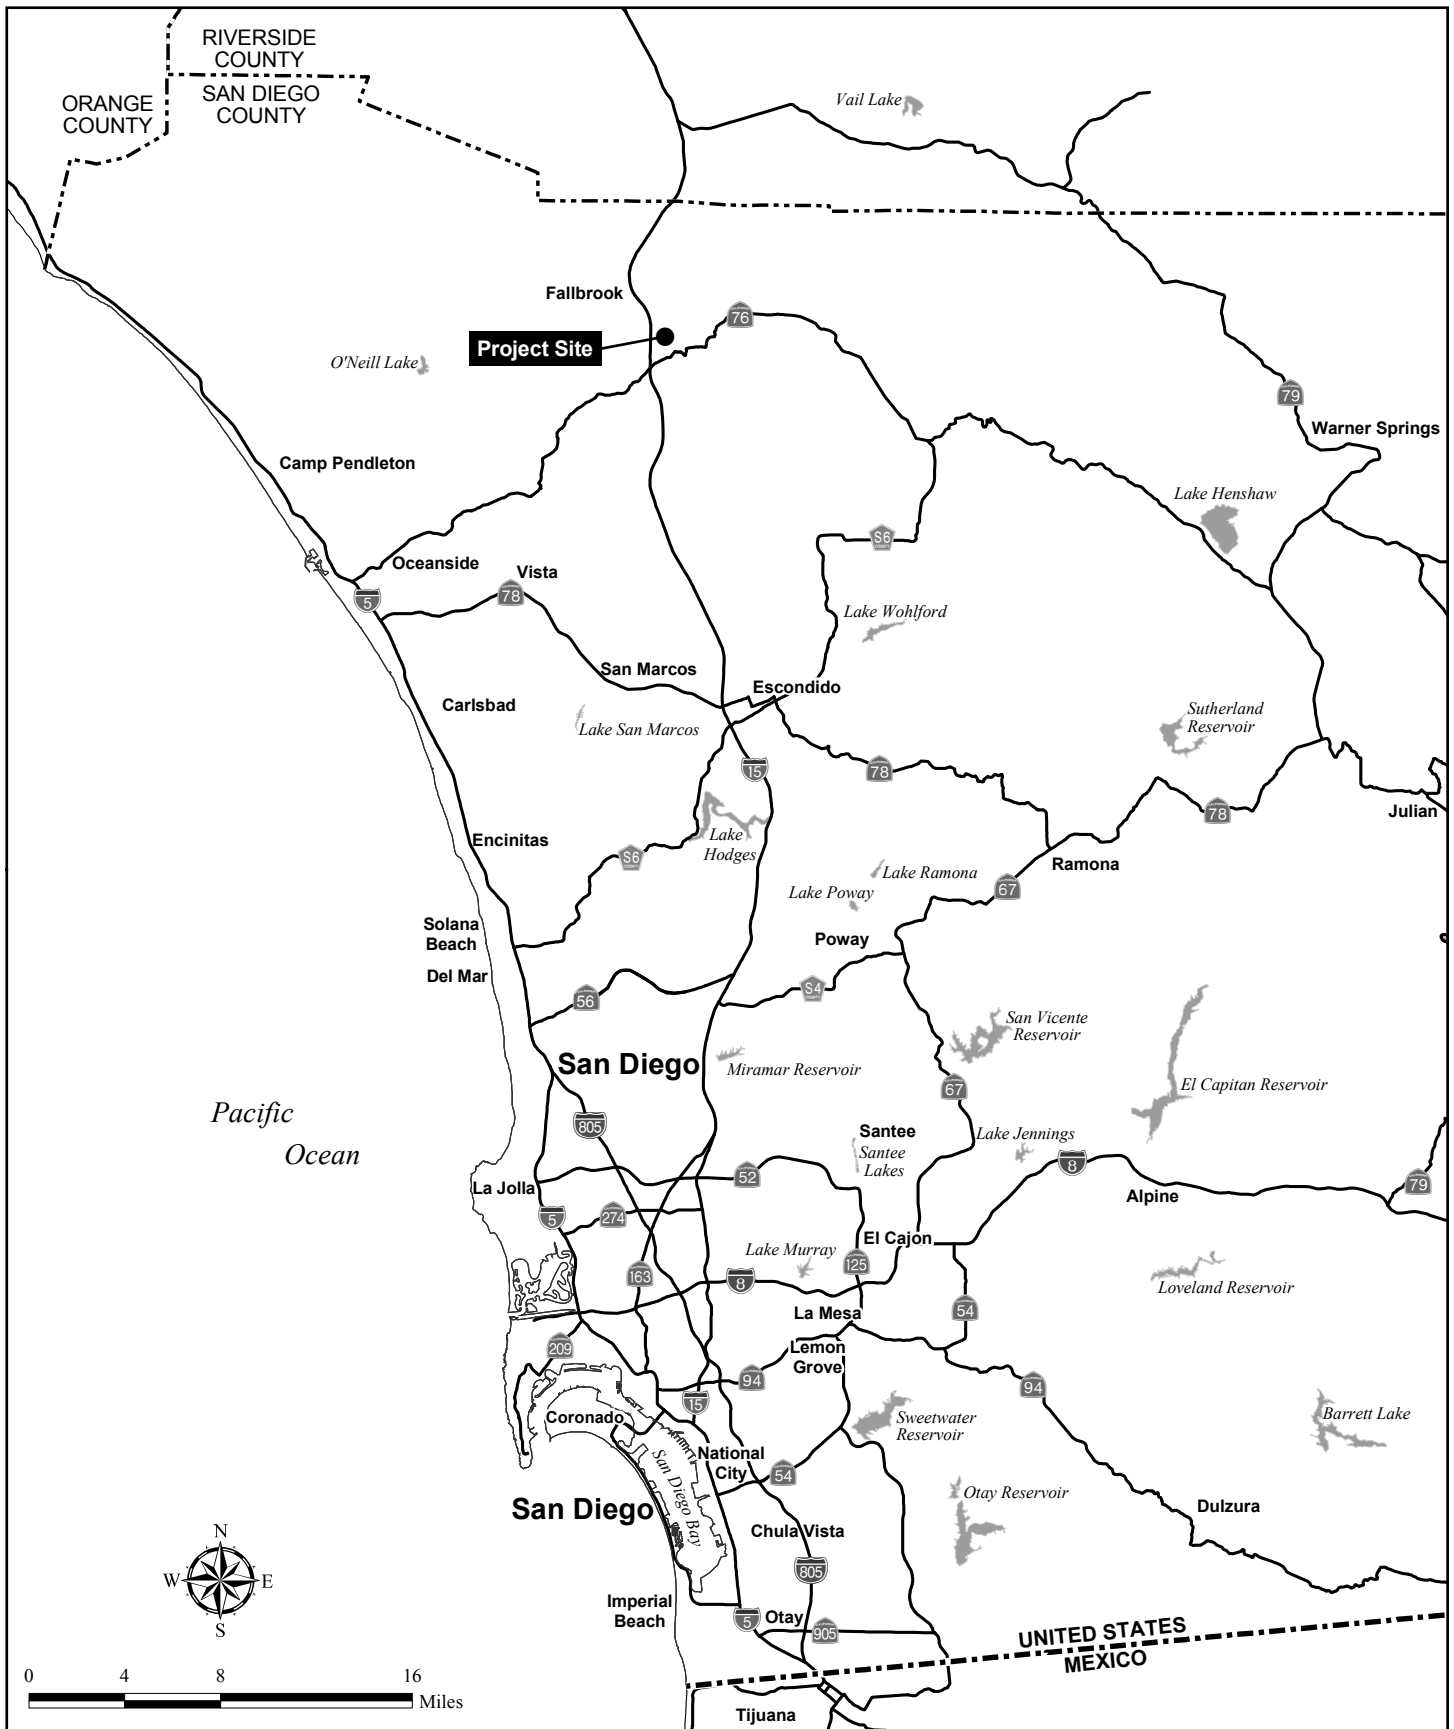 RIVERSIDE
COUNTY
ORANGE
COUNTY
SAN DIEGO
COUNTY
Vail Lake
Fallbrook
76
Project Site
O'Neill Lake
79
Warner Springs
Camp Pendleton
Lake Henshaw
S6
COUNTY
Oceanside
Vista
78
5
Lake Wohlford
San Marcos
Escondido
Carlsbad
Lake San Marcos
Sutherland
Reservoir
15
78
78
Julian
Lake
Hodges
Encinitas
S6
COUNTY
Ramona
Lake Ramona
67
Lake Poway
Solana
Beach
Poway
Del Mar
56
S4
COUNTY
San Vicente
Reservoir
San Diego
Miramar Reservoir
El Capitan Reservoir
67
Pacific
Ocean
805
Santee
Santee
Lakes
Lake Jennings
8
52
La Jolla
Alpine
79
5
274
El Cajon
Lake Murray
125
163
8
Loveland Reservoir
La Mesa
54
209
Lemon
Grove
94
94
15
Coronado
Sweetwater
Reservoir
Barrett Lake
National
City
54
San Diego Bay
San Diego
Otay Reservoir
Dulzura
Chula Vista
805
N
W
E
S
Imperial
Beach
5
Otay
905
UNITED STATES
MEXICO
0 4 8 16
Miles
Tijuana